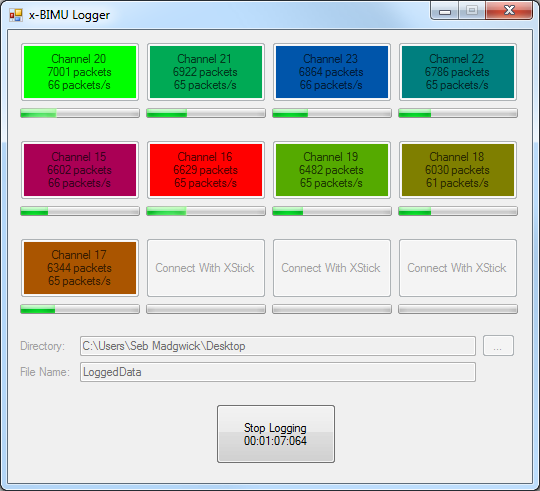 x-BIMU Logger
Channel 20
7001 packets
66 packets/s
Channel 21
6922 packets
65 packets/s
Channel 23
6864 packets
66 packets/s
Channel 22
6786 packets
65 packets/s
Channel 15
6602 packets
66 packets/s
Channel 16
6629 packets
65 packets/s
Channel 19
6482 packets
65 packets/s
Channel 18
6030 packets
61 packets/s
Channel 17
6344 packets
65 packets/s
Connect With XStick
Connect With XStick
Connect With XStick
Directory: C:\Users\Seb Madgwick\Desktop ...
File Name: LoggedData
Stop Logging
00:01:07:064